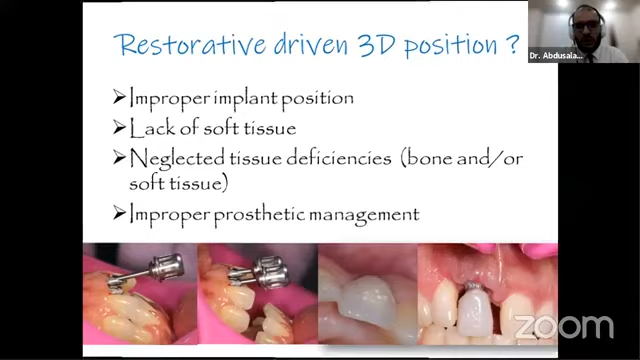 Restorative driven 3D position ?
Dr. Abdusala...
➢Improper implant position
➢Lack of soft tissue
➢Neglected tissue deficiencies (bone and/or
soft tissue)
➢Improper prosthetic management
zoom